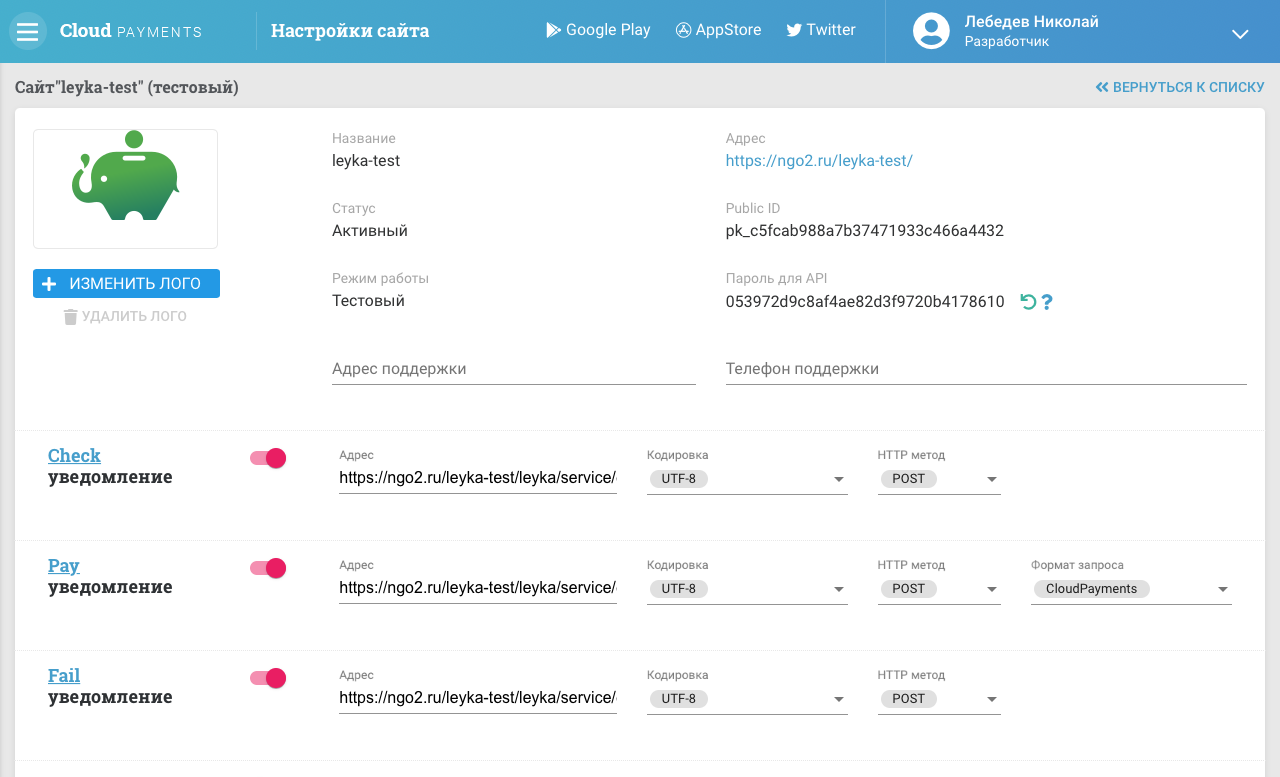 Cloud PAYMENTS
Настройки сайта
Google Play
AppStore
Twitter
Лебедев Николай
Разработчик
Сайт"leyka-test" (тестовый)
ВЕРНУТЬСЯ К СПИСКУ
Название
leyka-test
Адрес
https://ngo2.ru/leyka-test/
Статус
Активный
Public ID
pk_c5fcab988a7b37471933c466a4432
ИЗМЕНИТЬ ЛОГО
УДАЛИТЬ ЛОГО
Режим работы
Тестовый
Пароль для API
053972d9c8af4ae82d3f9720b4178610 ?
Адрес поддержки
Телефон поддержки
Check
уведомление
Адрес
https://ngo2.ru/leyka-test/leyka/service/
Кодировка
UTF-8
HTTP метод
POST
Pay
уведомление
Адрес
https://ngo2.ru/leyka-test/leyka/service/
Кодировка
UTF-8
HTTP метод
POST
Формат запроса
CloudPayments
Fail
уведомление
Адрес
https://ngo2.ru/leyka-test/leyka/service/
Кодировка
UTF-8
HTTP метод
POST